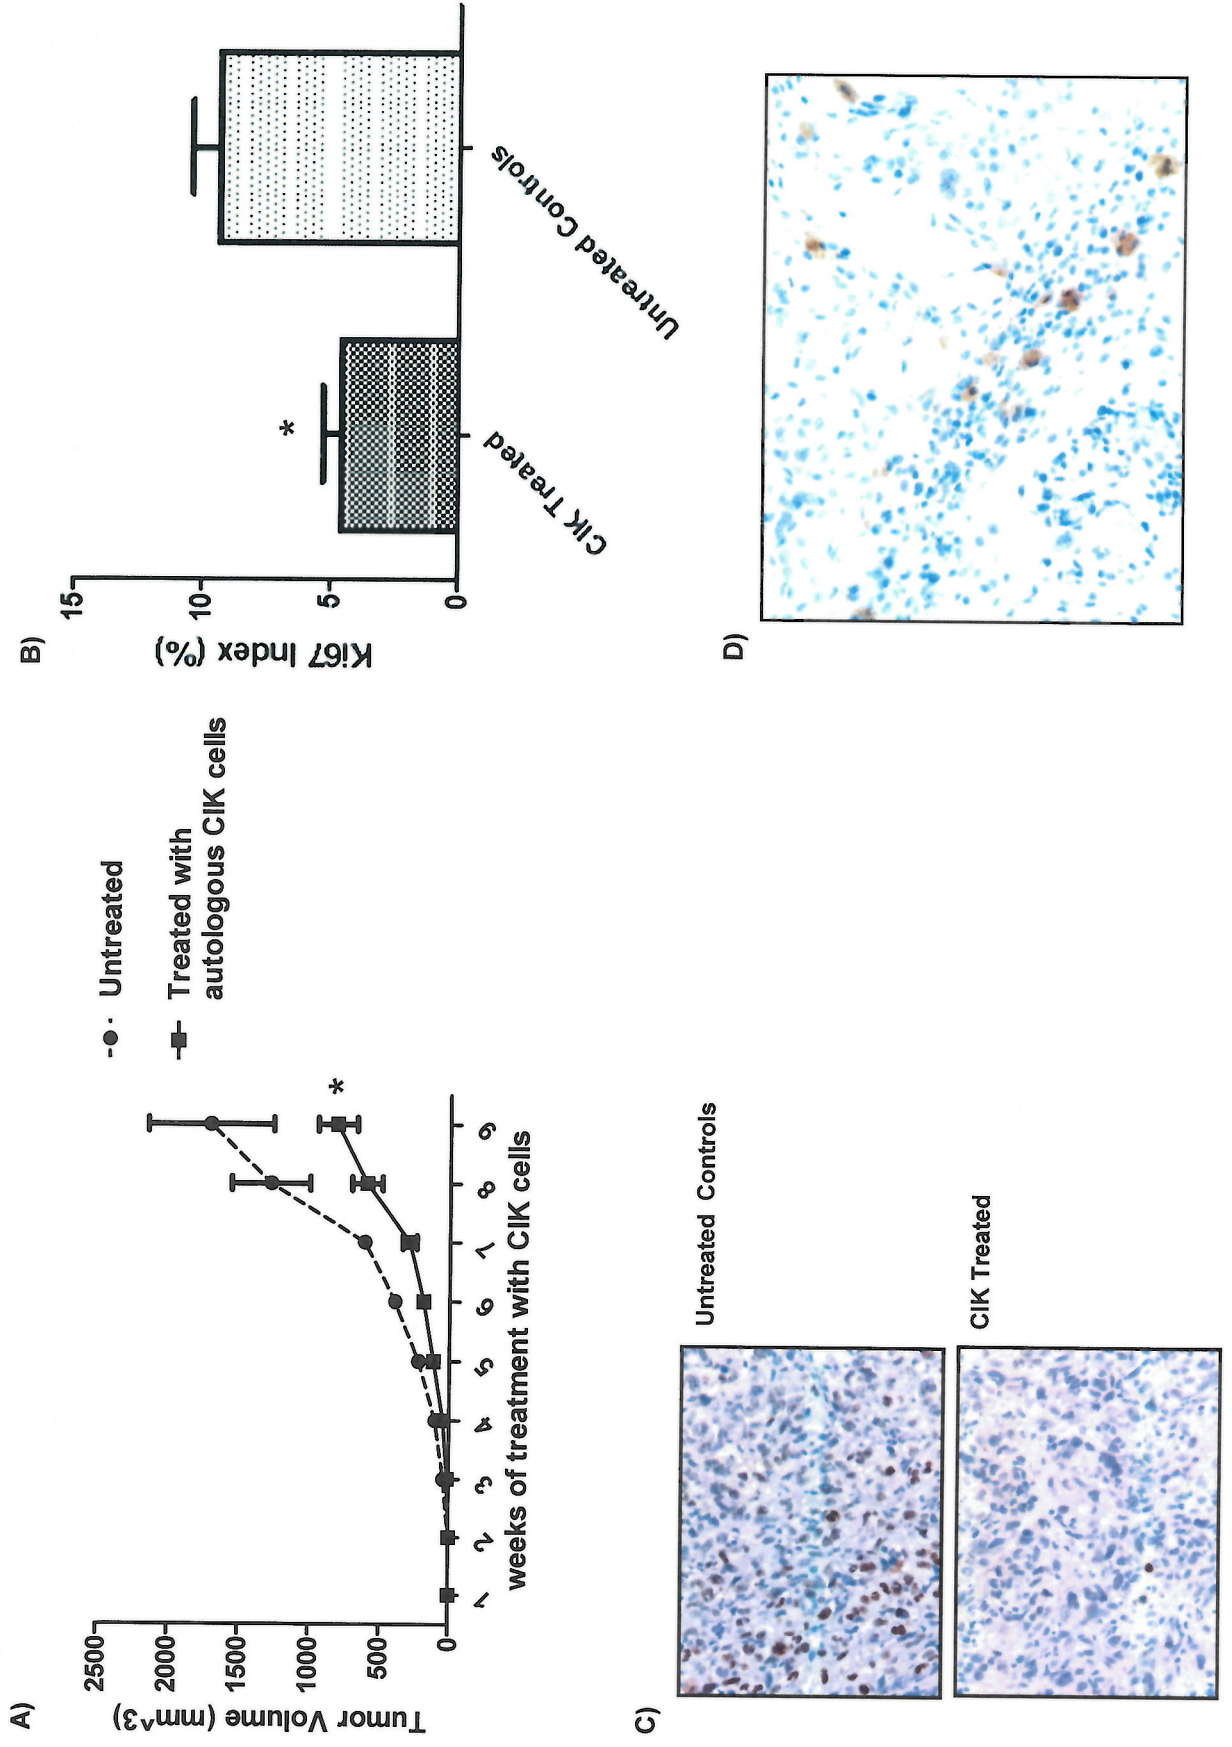 A)
Tumor Volume (mm^3)
2500
2000
1500
1000
500
0
1 2 3 4 5 6 7 8 9
weeks of treatment with CIK cells
*
Untreated
Treated with
autologous CIK cells
B)
Ki67 Index (%)
15
10
5
0
*
CIK Treated
Untreated Controls
C)
Untreated Controls
CIK Treated
D)